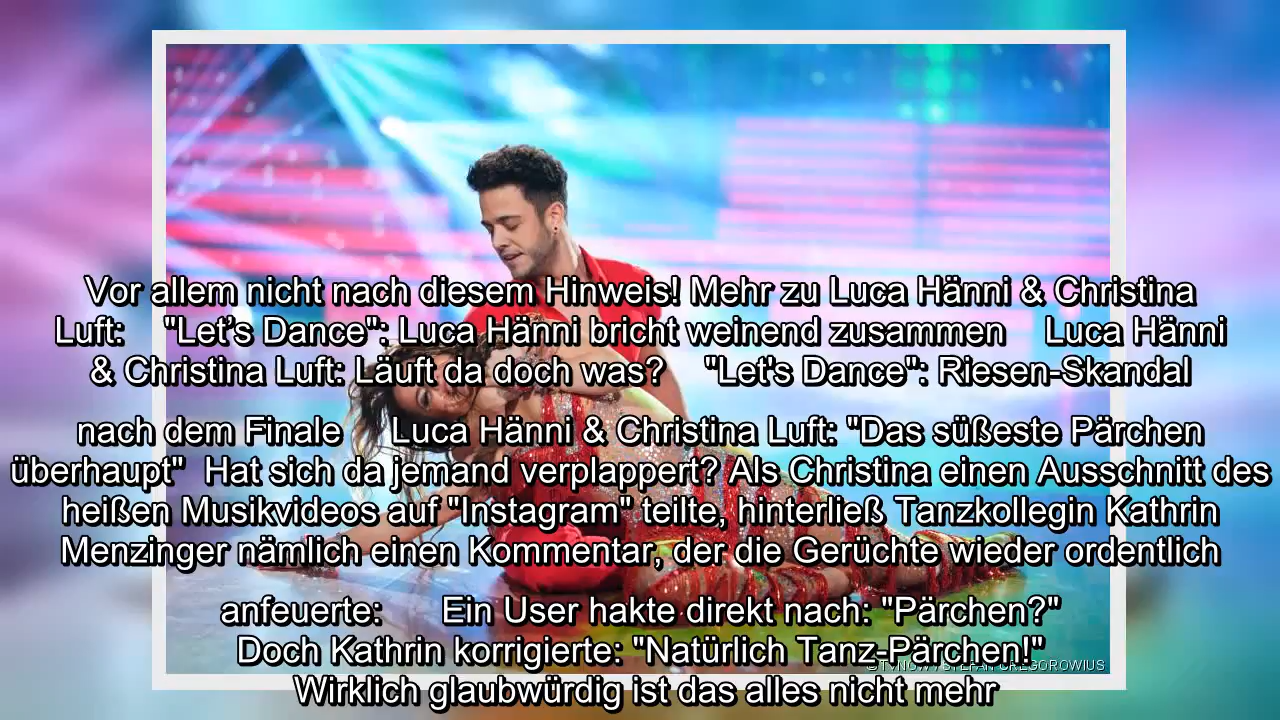 Vor allem nicht nach diesem Hinweis! Mehr zu Luca Hänni & Christina
Luft: "Let’s Dance": Luca Hänni bricht weinend zusammen Luca Hänni
& Christina Luft: Läuft da doch was? "Let's Dance": Riesen-Skandal
nach dem Finale Luca Hänni & Christina Luft: "Das süßeste Pärchen
überhaupt" Hat sich da jemand verplappert? Als Christina einen Ausschnitt des
heißen Musikvideos auf "Instagram" teilte, hinterließ Tanzkollegin Kathrin
Menzinger nämlich einen Kommentar, der die Gerüchte wieder ordentlich
anfeuerte: Ein User hakte direkt nach: "Pärchen?"
Doch Kathrin korrigierte: "Natürlich Tanz-Pärchen!"
©TVNOW / STEFAN GREGOROWIUS
Wirklich glaubwürdig ist das alles nicht mehr